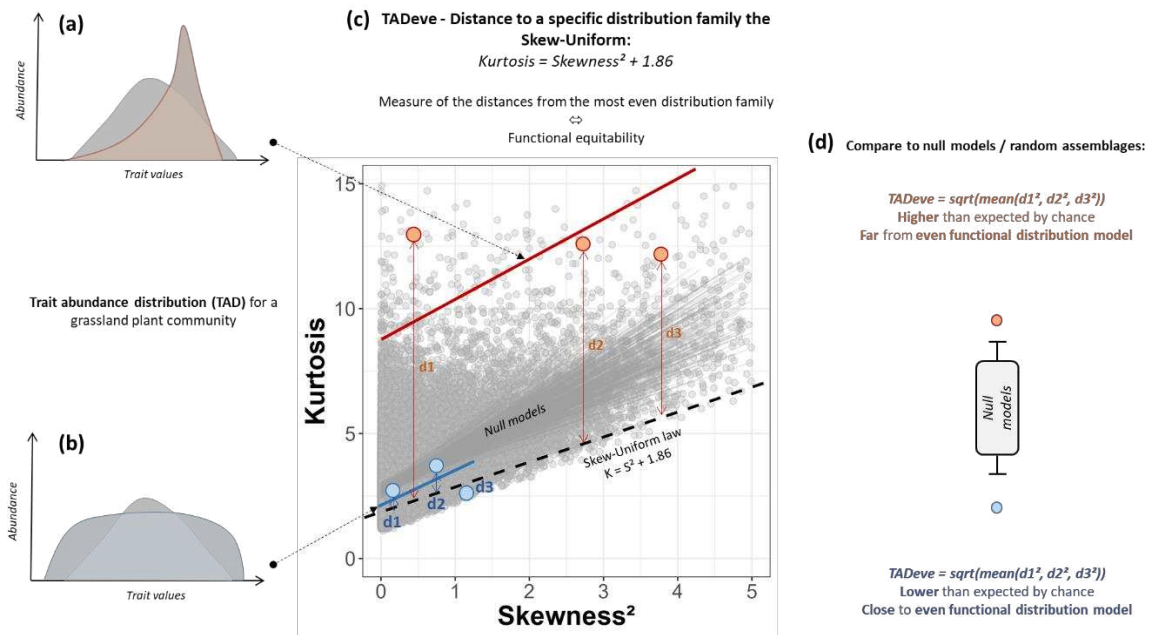 (a)
Abundance
Trait values
(c) TADeve - Distance to a specific distribution family the
Skew-Uniform:
Kurtosis = Skewness² + 1.86
Measure of the distances from the most even distribution family
⇔
Functional equitability
Trait abundance distribution (TAD) for a
grassland plant community
(b)
Abundance
Trait values
Kurtosis
15
10
5
0
d1
d2
d3
Null models
Skew-Uniform law
K = S² + 1.86
d1
d2
d3
0
1
2
3
4
5
Skewness²
(d) Compare to null models / random assemblages:
TADeve = sqrt(mean(d1², d2², d3²)
Higher than expected by chance
Far from even functional distribution model
Null
models
TADeve = sqrt(mean(d1², d2², d3²)
Lower than expected by chance
Close to even functional distribution model